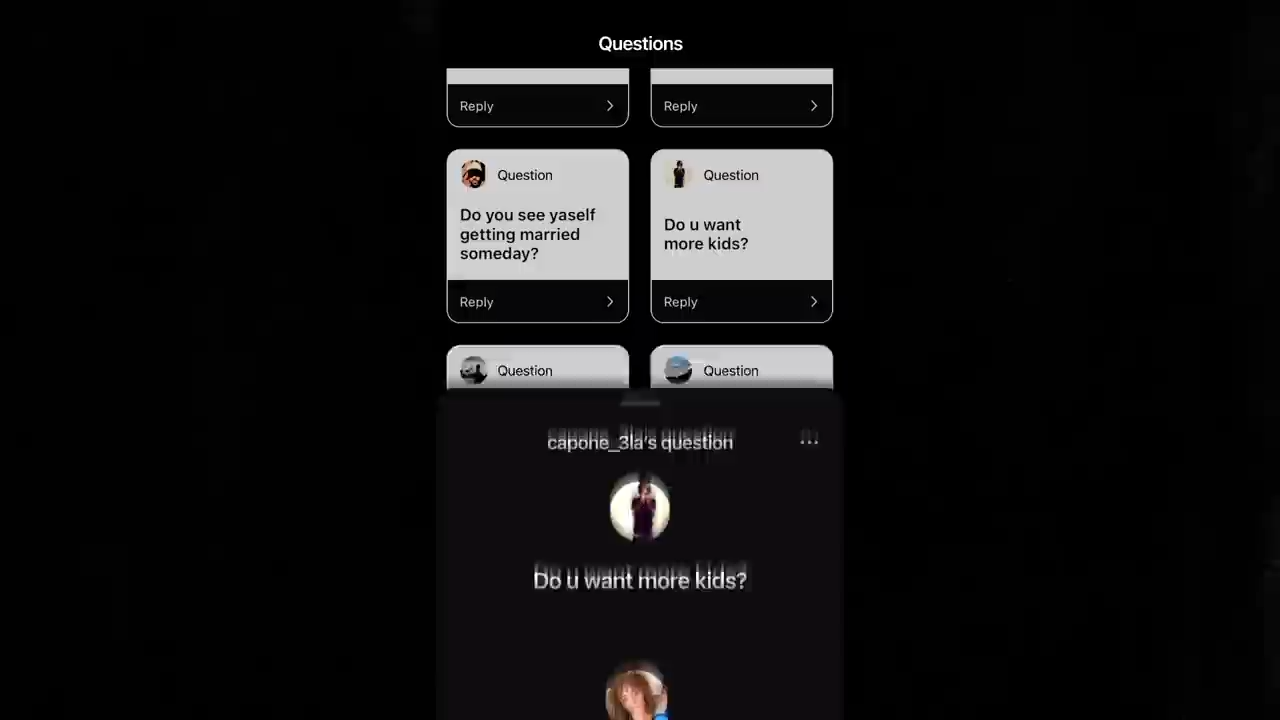 Questions
Reply
Reply
Question
Do you see yaself
getting married
someday?
Reply
Question
Do u want
more kids?
Reply
Question
Question
capone_3la's question
Do u want more kids?